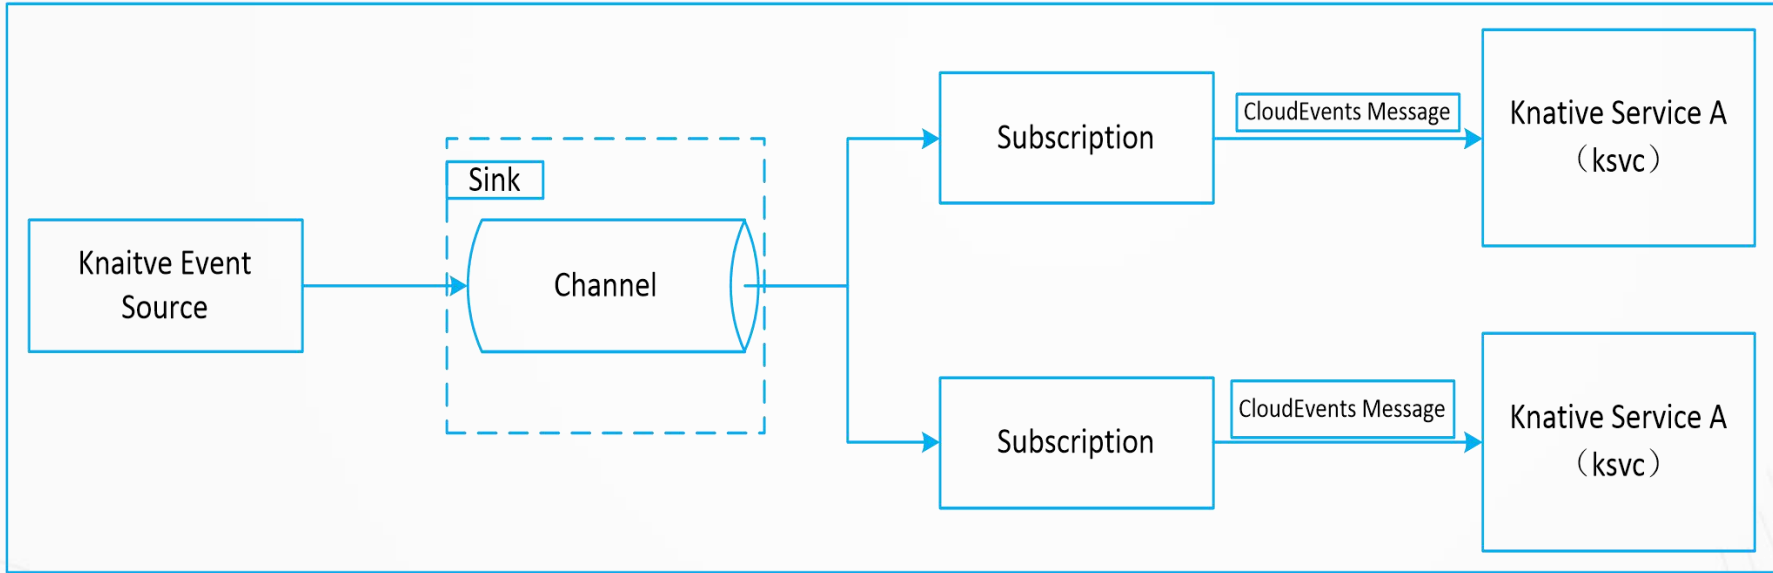 Knaitve Event
Source
Sink
Channel
Subscription
CloudEvents Message
Knative Service A
（ksvc）
Subscription
CloudEvents Message
Knative Service A
（ksvc）